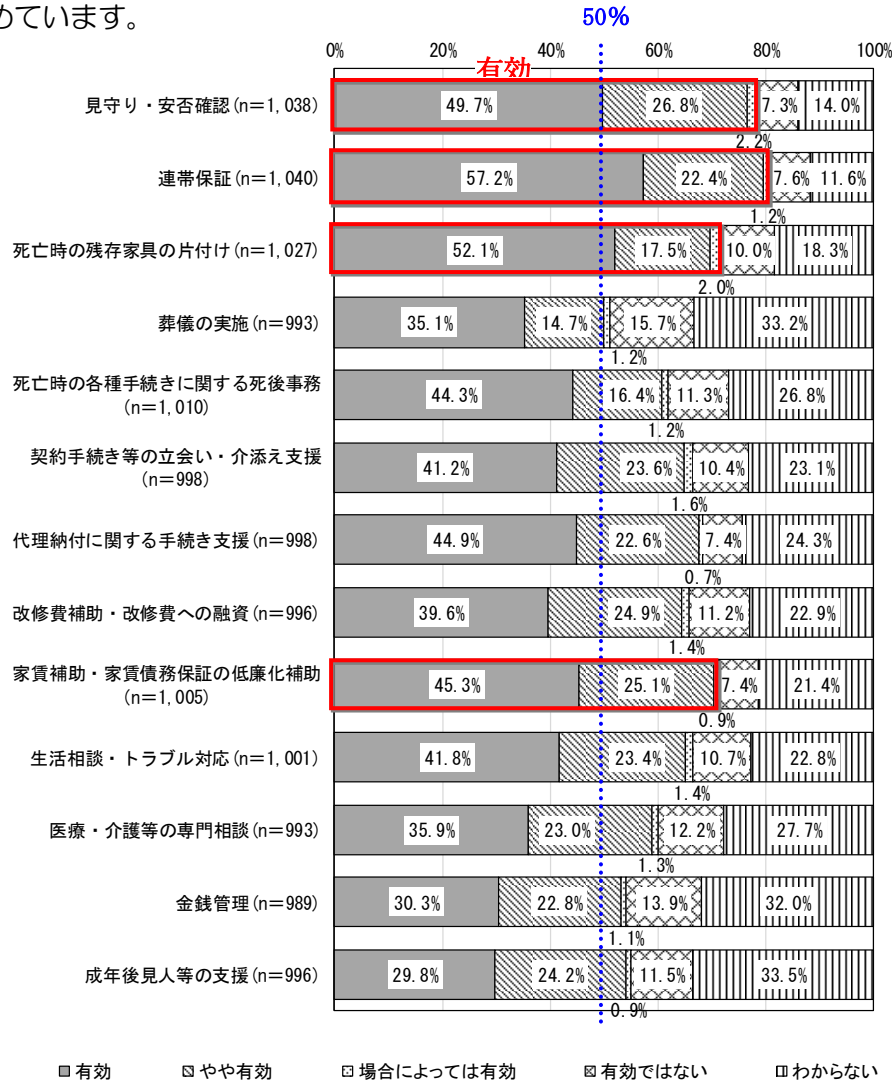 めています。
50%
0% 20% 40% 60% 80% 100%
有効
見守り・安否確認(n=1,038) 49.7% 26.8% 7.3% 14.0%
2.2%
連帯保証(n=1,040) 57.2% 22.4% 7.6% 11.6%
1.2%
死亡時の残存家具の片付け(n=1,027) 52.1% 17.5% 10.0% 18.3%
2.0%
葬儀の実施(n=993) 35.1% 14.7% 15.7% 33.2%
1.2%
死亡時の各種手続きに関する死後事務
(n=1,010) 44.3% 16.4% 11.3% 26.8%
1.2%
契約手続き等の立会い・介添え支援
(n=998) 41.2% 23.6% 10.4% 23.1%
1.6%
代理納付に関する手続き支援(n=998) 44.9% 22.6% 7.4% 24.3%
0.7%
改修費補助・改修費への融資(n=996) 39.6% 24.9% 11.2% 22.9%
1.4%
家賃補助・家賃債務保証の低廉化補助
(n=1,005) 45.3% 25.1% 7.4% 21.4%
0.9%
生活相談・トラブル対応(n=1,001) 41.8% 23.4% 10.7% 22.8%
1.4%
医療・介護等の専門相談(n=993) 35.9% 23.0% 12.2% 27.7%
1.3%
金銭管理(n=989) 30.3% 22.8% 13.9% 32.0%
1.1%
成年後見人等の支援(n=996) 29.8% 24.2% 11.5% 33.5%
0.9%
有効 やや有効 場合によっては有効 有効ではない わからない